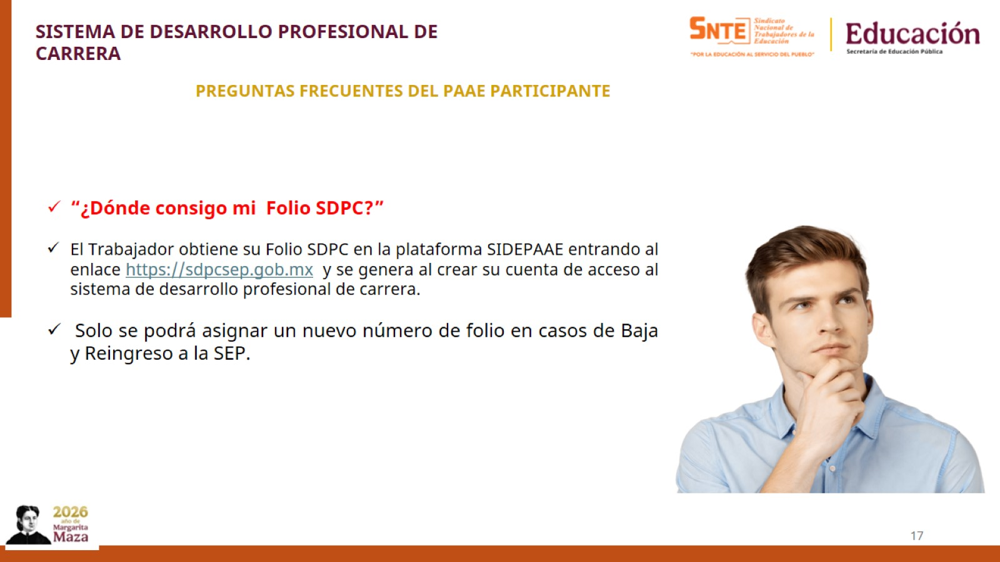 SISTEMA DE DESARROLLO PROFESIONAL DE
CARRERA
SNTE
Sindicato
Nacional de
Trabajadores de la
Educación
"POR LA EDUCACIÓN AL SERVICIO DEL PUEBLO"
Educación
Secretaría de Educación Pública
PREGUNTAS FRECUENTES DEL PAAE PARTICIPANTE
✓ “¿Dónde consigo mi  Folio SDPC?”
✓ El Trabajador obtiene su Folio SDPC en la plataforma SIDEPAAE entrando al
enlace https://sdpcsep.gob.mx  y se genera al crear su cuenta de acceso al
sistema de desarrollo profesional de carrera.
✓ Solo se podrá asignar un nuevo número de folio en casos de Baja
y Reingreso a la SEP.
2026
año de
Margarita
Maza
17